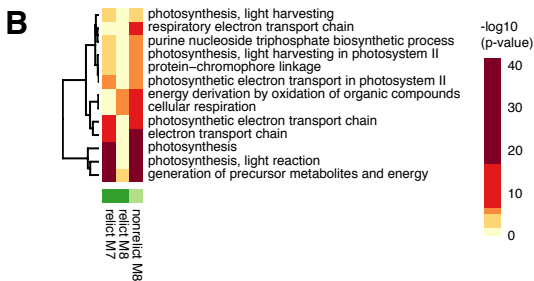 B
photosynthesis, light harvesting
respiratory electron transport chain
purine nucleoside triphosphate biosynthetic process
photosynthesis, light harvesting in photosystem II
protein−chromophore linkage
photosynthetic electron transport in photosystem II
energy derivation by oxidation of organic compounds
cellular respiration
photosynthetic electron transport chain
electron transport chain
photosynthesis
photosynthesis, light reaction
generation of precursor metabolites and energy
relict M7
relict M8
nonrelict M8
-log10
(p-value)
40
30
20
10
0